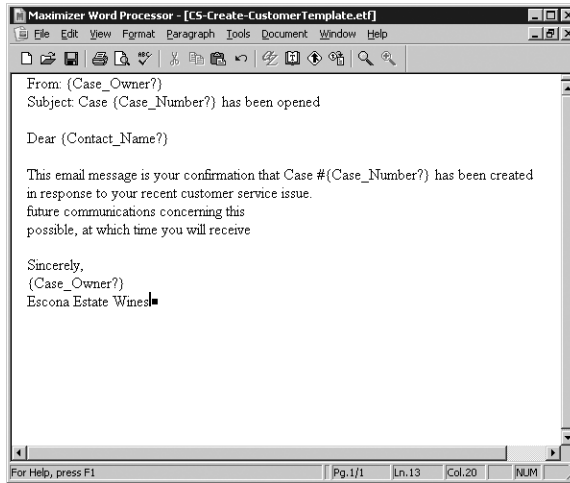 Maximizer Word Processor - [CS-Create-CustomerTemplate.etf]
File Edit View Format Paragraph Tools Document Window Help
From: {Case_Owner?}
Subject: Case {Case_Number?} has been opened
Dear {Contact_Name?}
This email message is your confirmation that Case #{Case_Number?} has been created
in response to your recent customer service issue.
future communications concerning this
possible, at which time you will receive
Sincerely,
{Case_Owner?}
Escona Estate Wines
For Help, press F1 Pg.1/1 Ln.13 Col.20 NUM